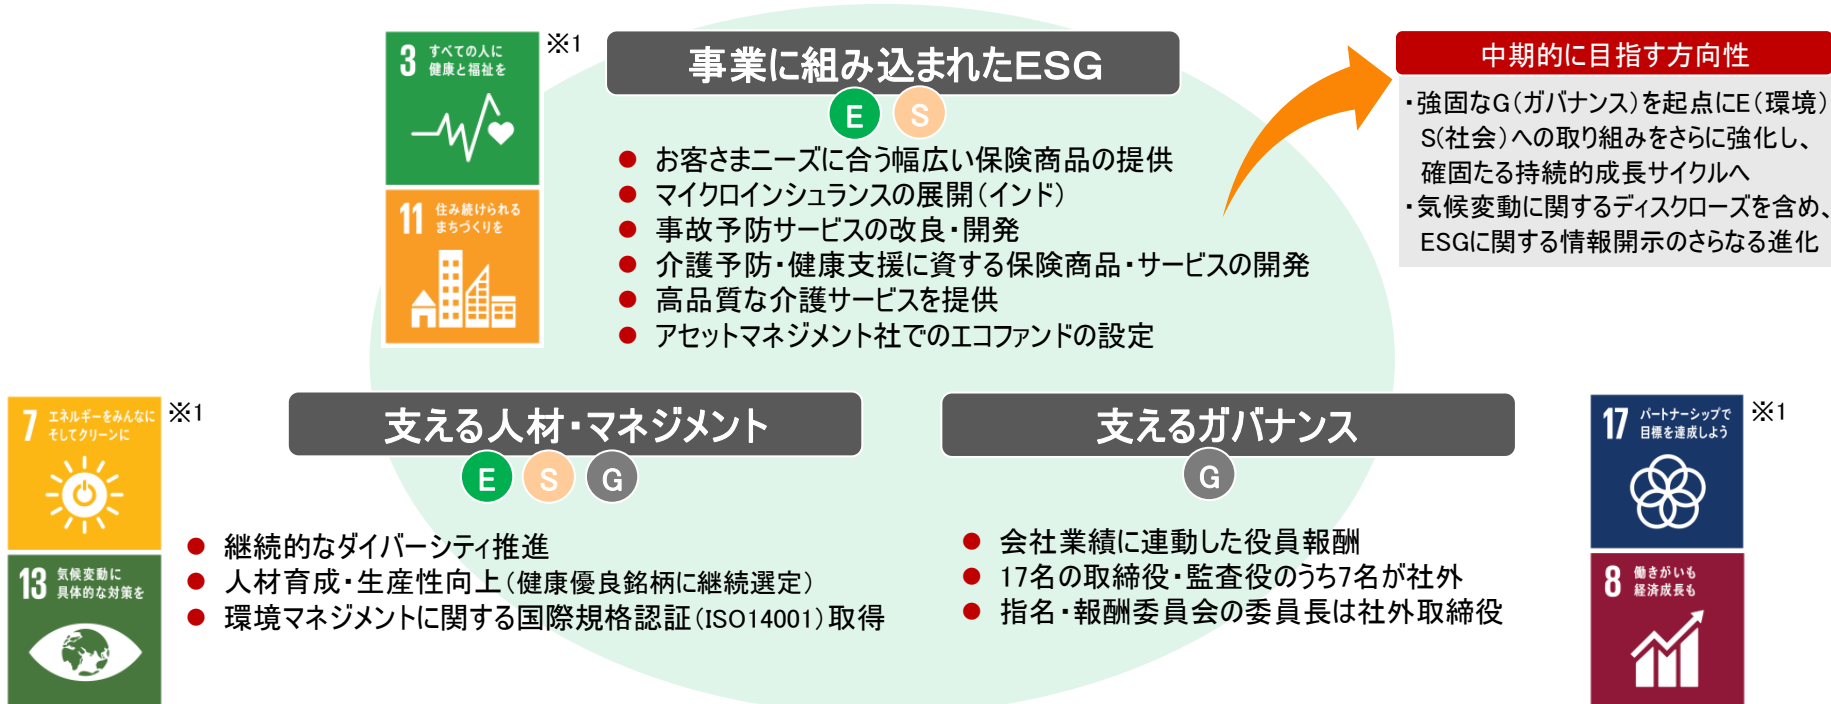 3 すべての人に
健康と福祉を
※1
11 住み続けられる
まちづくりを
事業に組み込まれたESG
E S
● お客さまニーズに合う幅広い保険商品の提供
● マイクロインシュランスの展開(インド)
● 事故予防サービスの改良・開発
● 介護予防・健康支援に資する保険商品・サービスの開発
● 高品質な介護サービスを提供
● アセットマネジメント社でのエコファンドの設定
中期的に目指す方向性
・強固なG(ガバナンス)を起点にE(環境)
S(社会)への取り組みをさらに強化し、
確固たる持続的成長サイクルへ
・気候変動に関するディスクローズを含め、
ESGに関する情報開示のさらなる進化
7 エネルギーをみんなに
そしてクリーンに
※1
13 気候変動に
具体的な対策を
支える人材・マネジメント
E S G
● 継続的なダイバーシティ推進
● 人材育成・生産性向上(健康優良銘柄に継続選定)
● 環境マネジメントに関する国際規格認証(ISO14001)取得
支えるガバナンス
G
● 会社業績に連動した役員報酬
● 17名の取締役・監査役のうち7名が社外
● 指名・報酬委員会の委員長は社外取締役
17 パートナーシップで
目標を達成しよう
※1
8 働きがいも
経済成長も